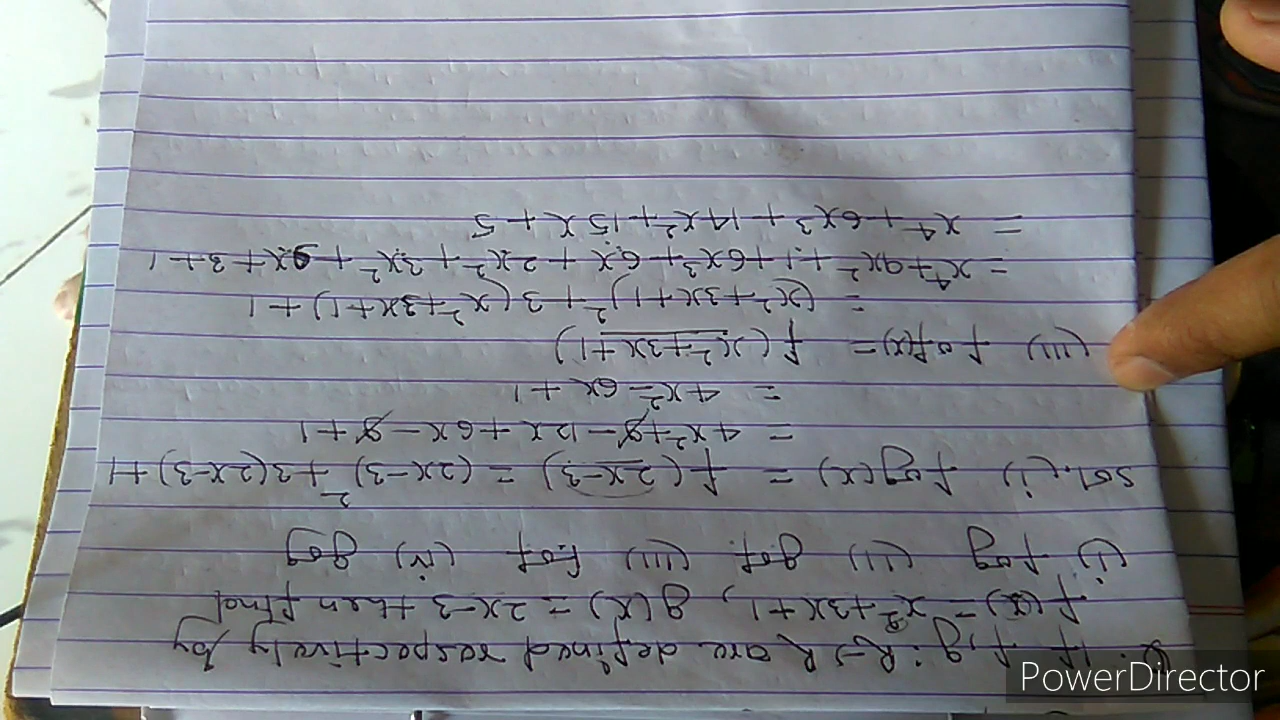 Q. If f,g: R→R are defined respectively by
f(x) = x²+3x+1, g(x) = 2x-3 then find
(i) fog (ii) gof (iii) fof (iv) gog
Sol. (i) fog(x) = f(2x-3) = (2x-3)² + 3(2x-3)+1
= 4x²+9-12x+6x-9+1
= 4x²-6x+1
(iii) fof(x) = f(x²+3x+1)
= (x²+3x+1)² + 3(x²+3x+1)+1
= x⁴+9x²+1+6x³+6x+2x²+3x²+9x+3+1
= x⁴+6x³+14x²+15x+5
PowerDirector